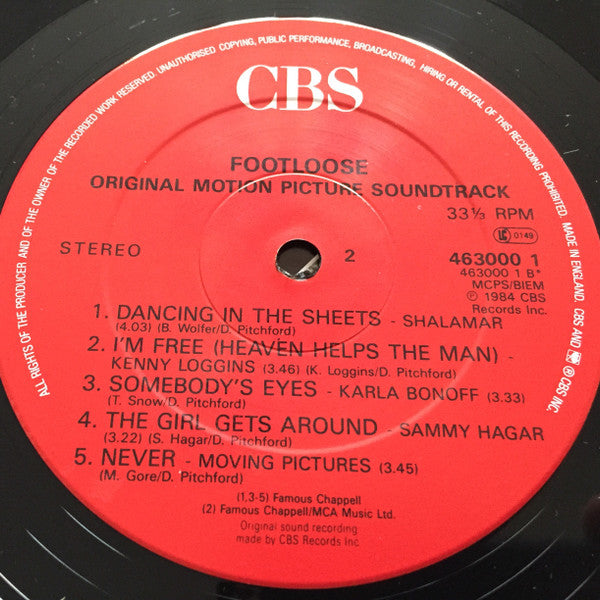 ALL RIGHTS OF THE PRODUCER AND OF THE OWNER OF THE RECORDED WORK RESERVED. UNAUTHORISED COPYING, PUBLIC PERFORMANCE, BROADCASTING, HIRING OR RENTAL OF THIS RECORDING PROHIBITED. MADE IN ENGLAND. CBS AND ® CBS INC.
CBS
FOOTLOOSE
ORIGINAL MOTION PICTURE SOUNDTRACK
33⅓ RPM
LC 0149
STEREO
2
463000 1
463000 1 B*
MCPS/BIEM
℗ 1984 CBS
Records Inc.
1. DANCING IN THE SHEETS - SHALAMAR
(4.03) (B. Wolfer/D. Pitchford)
2. I'M FREE (HEAVEN HELPS THE MAN) -
KENNY LOGGINS (3.46) (K. Loggins/D. Pitchford)
3. SOMEBODY'S EYES - KARLA BONOFF (3.33)
(T. Snow/D. Pitchford)
4. THE GIRL GETS AROUND - SAMMY HAGAR
(3.22) (S. Hagar/D. Pitchford)
5. NEVER - MOVING PICTURES (3.45)
(M. Gore/D. Pitchford)
(1,3-5) Famous Chappell
(2) Famous Chappell/MCA Music Ltd.
Original sound recording
made by CBS Records Inc.